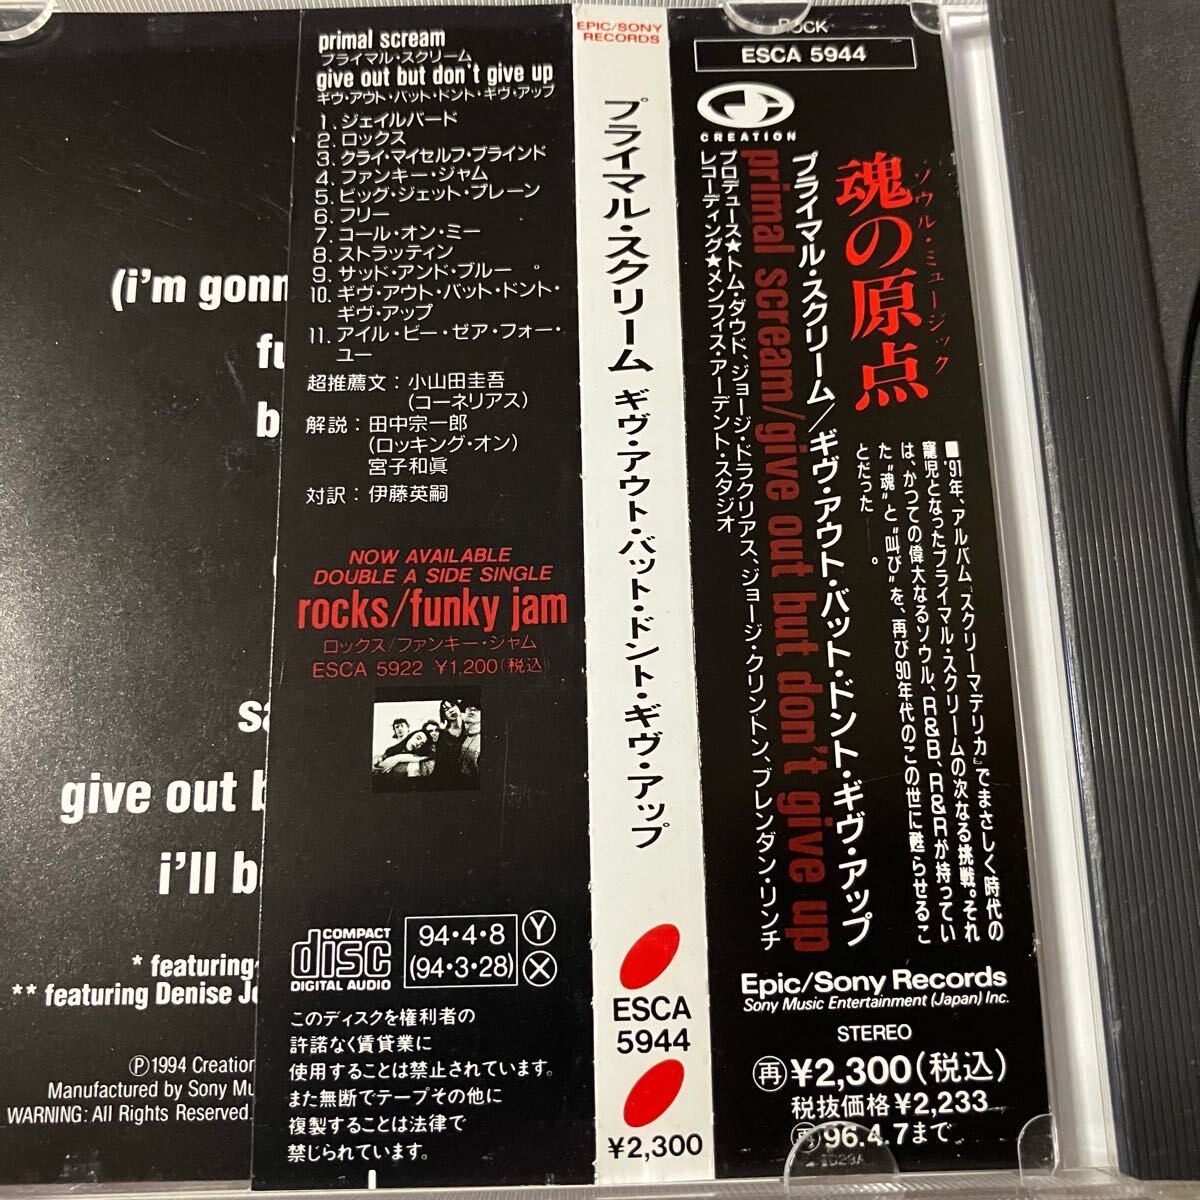 (i'm gonn
fu
b
sa
give out b
i'll b
* featuring
** featuring Denise Jo
Ⓟ1994 Creation
Manufactured by Sony Mu
WARNING: All Rights Reserved.
primal scream
プライマル・スクリーム
give out but don't give up
ギヴ・アウト・バット・ドント・ギヴ・アップ
1. ジェイルバード
2. ロックス
3. クライ・マイセルフ・ブラインド
4. ファンキー・ジャム
5. ビッグ・ジェット・プレーン
6. フリー
7. コール・オン・ミー
8. ストラッティン
9. サッド・アンド・ブルー
10. ギヴ・アウト・バット・ドント・
ギヴ・アップ
11. アイル・ビー・ゼア・フォー・
ユー
超推薦文：小山田圭吾
(コーネリアス)
解説：田中宗一郎
(ロッキング・オン)
宮子和眞
対訳：伊藤英嗣
NOW AVAILABLE
DOUBLE A SIDE SINGLE
rocks/funky jam
ロックス/ファンキー・ジャム
ESCA 5922 ¥1,200(税込)
COMPACT
disc
DIGITAL AUDIO
94・4・8
(94・3・28)
Y
X
このディスクを権利者の
許諾なく賃貸業に
使用することは禁止されています。
また無断でテープその他に
複製することは法律で
禁じられています。
EPIC/SONY
RECORDS
プライマル・スクリーム ギヴ・アウト・バット・ドント・ギヴ・アップ
ESCA
5944
¥2,300
ROCK
ESCA 5944
CREATION
魂の原点
ソウル・ミュージック
プライマル・スクリーム/ギヴ・アウト・バット・ドント・ギヴ・アップ
primal scream/give out but don't give up
プロデュース★トム・ダウド、ジョージ・ドラクリアス、ジョージ・クリントン、ブレンダン・リンチ
レコーディング★メンフィス・アーデント・スタジオ
■'91年、アルバム『スクリーマデリカ』でまさしく時代の
寵児となったプライマル・スクリームの次なる挑戦。それ
は、かつての偉大なるソウル、R&B、R&Rが持ってい
た"魂"と"叫び"を、再び90年代のこの世に甦らせるこ
とだった――。
Epic/Sony Records
Sony Music Entertainment (Japan) Inc.
STEREO
再 ¥2,300(税込)
税抜価格¥2,233
再 96.4.7まで